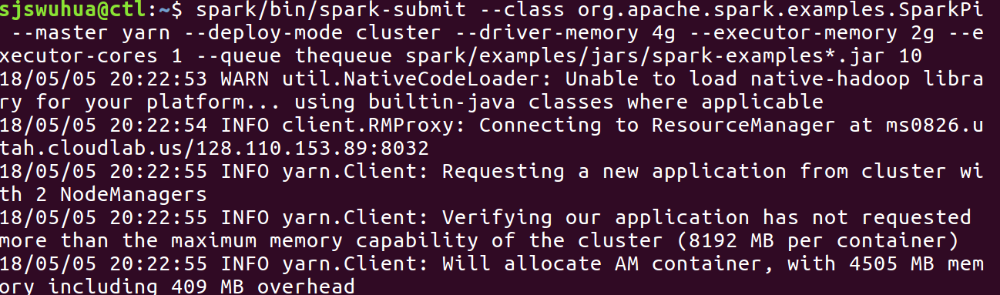 sjswuhua@ctl:~$ spark/bin/spark-submit --class org.apache.spark.examples.SparkPi
 --master yarn --deploy-mode cluster --driver-memory 4g --executor-memory 2g --e
xecutor-cores 1 --queue thequeue spark/examples/jars/spark-examples*.jar 10
18/05/05 20:22:53 WARN util.NativeCodeLoader: Unable to load native-hadoop libra
ry for your platform... using builtin-java classes where applicable
18/05/05 20:22:54 INFO client.RMProxy: Connecting to ResourceManager at ms0826.u
tah.cloudlab.us/128.110.153.89:8032
18/05/05 20:22:55 INFO yarn.Client: Requesting a new application from cluster wi
th 2 NodeManagers
18/05/05 20:22:55 INFO yarn.Client: Verifying our application has not requested
more than the maximum memory capability of the cluster (8192 MB per container)
18/05/05 20:22:55 INFO yarn.Client: Will allocate AM container, with 4505 MB mem
ory including 409 MB overhead